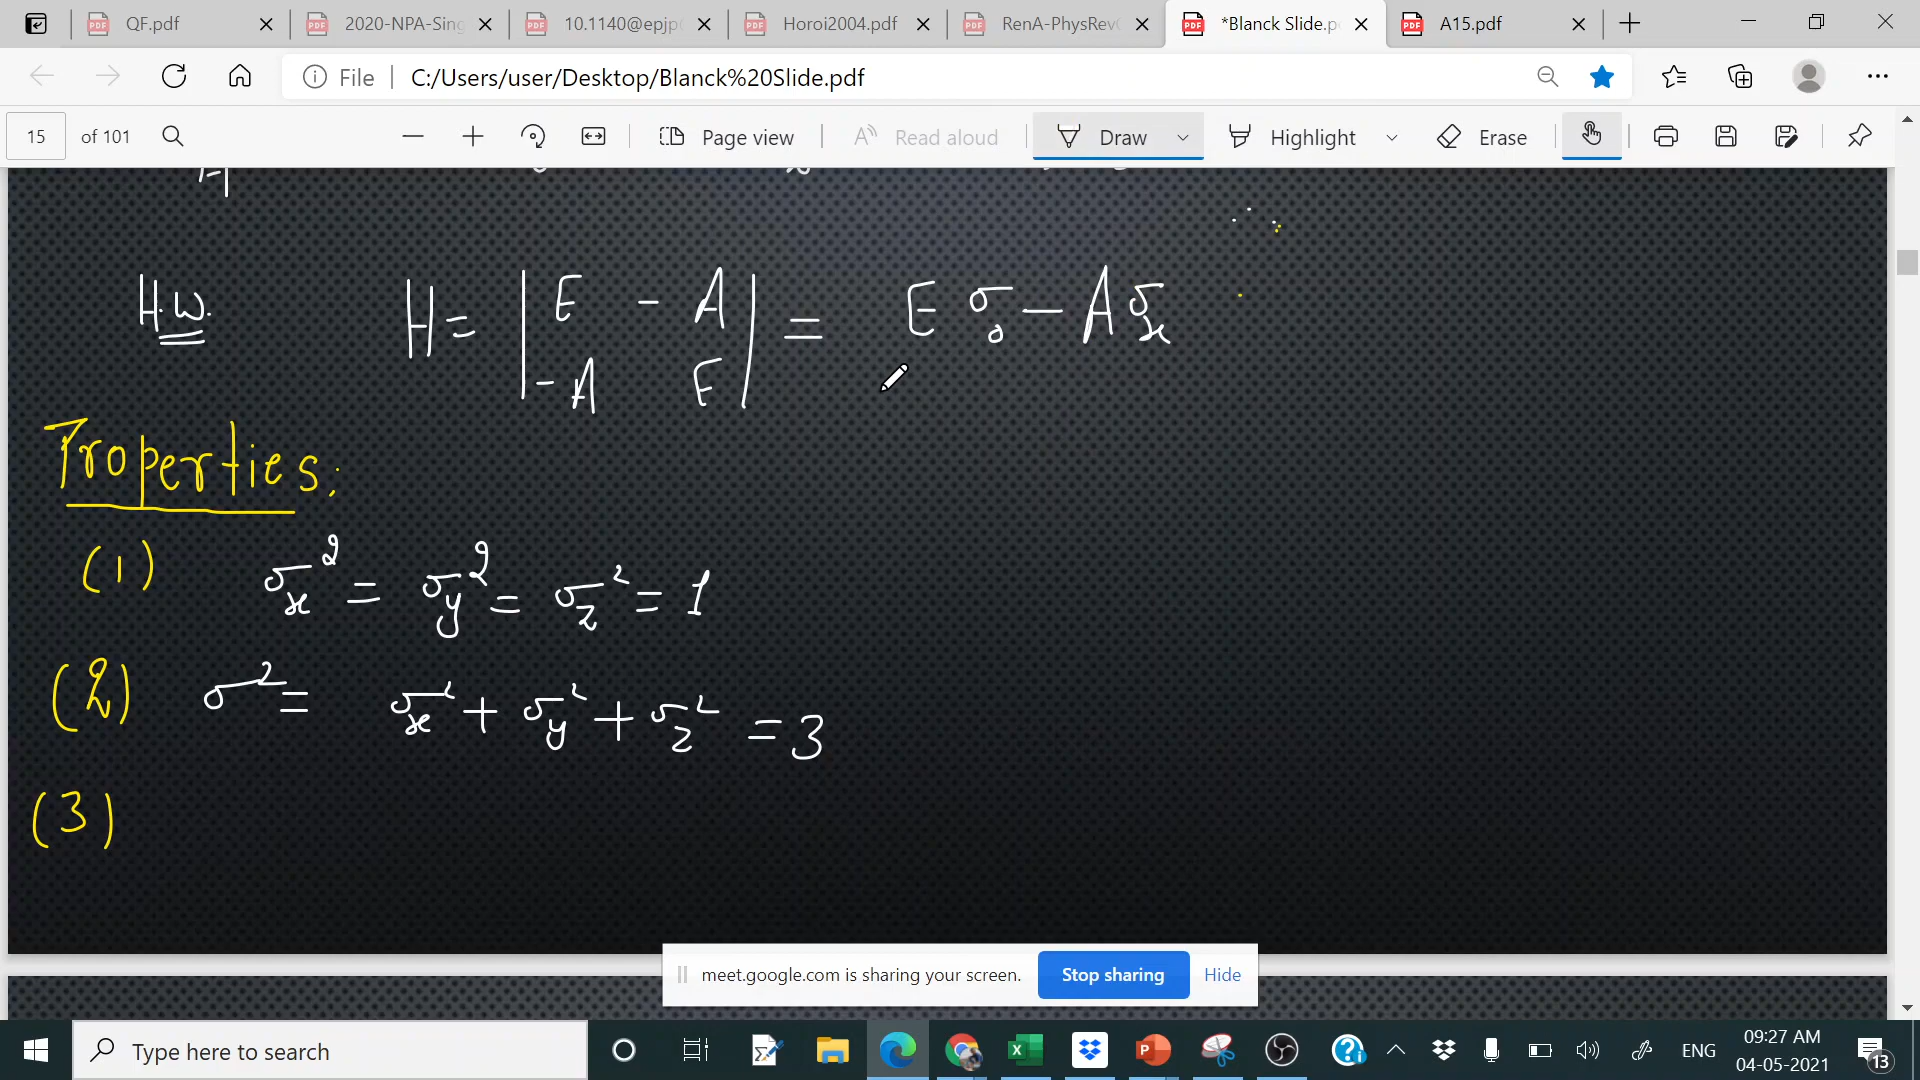 QF.pdf 2020-NPA-Sing 10.1140@epjp Horoi2004.pdf RenA-PhysRevC *Blanck Slide.p A15.pdf
File C:/Users/user/Desktop/Blanck%20Slide.pdf
15 of 101 Page view Read aloud Draw Highlight Erase
H.W. H = | E - A | = E σ₀ - A σₓ
| -A E |
Properties:
(1) σₓ² = σ_y² = σ_z² = 1
(2) σ² = σₓ² + σ_y² + σ_z² = 3
(3)
meet.google.com is sharing your screen. Stop sharing Hide
Type here to search
ENG 09:27 AM
04-05-2021
13